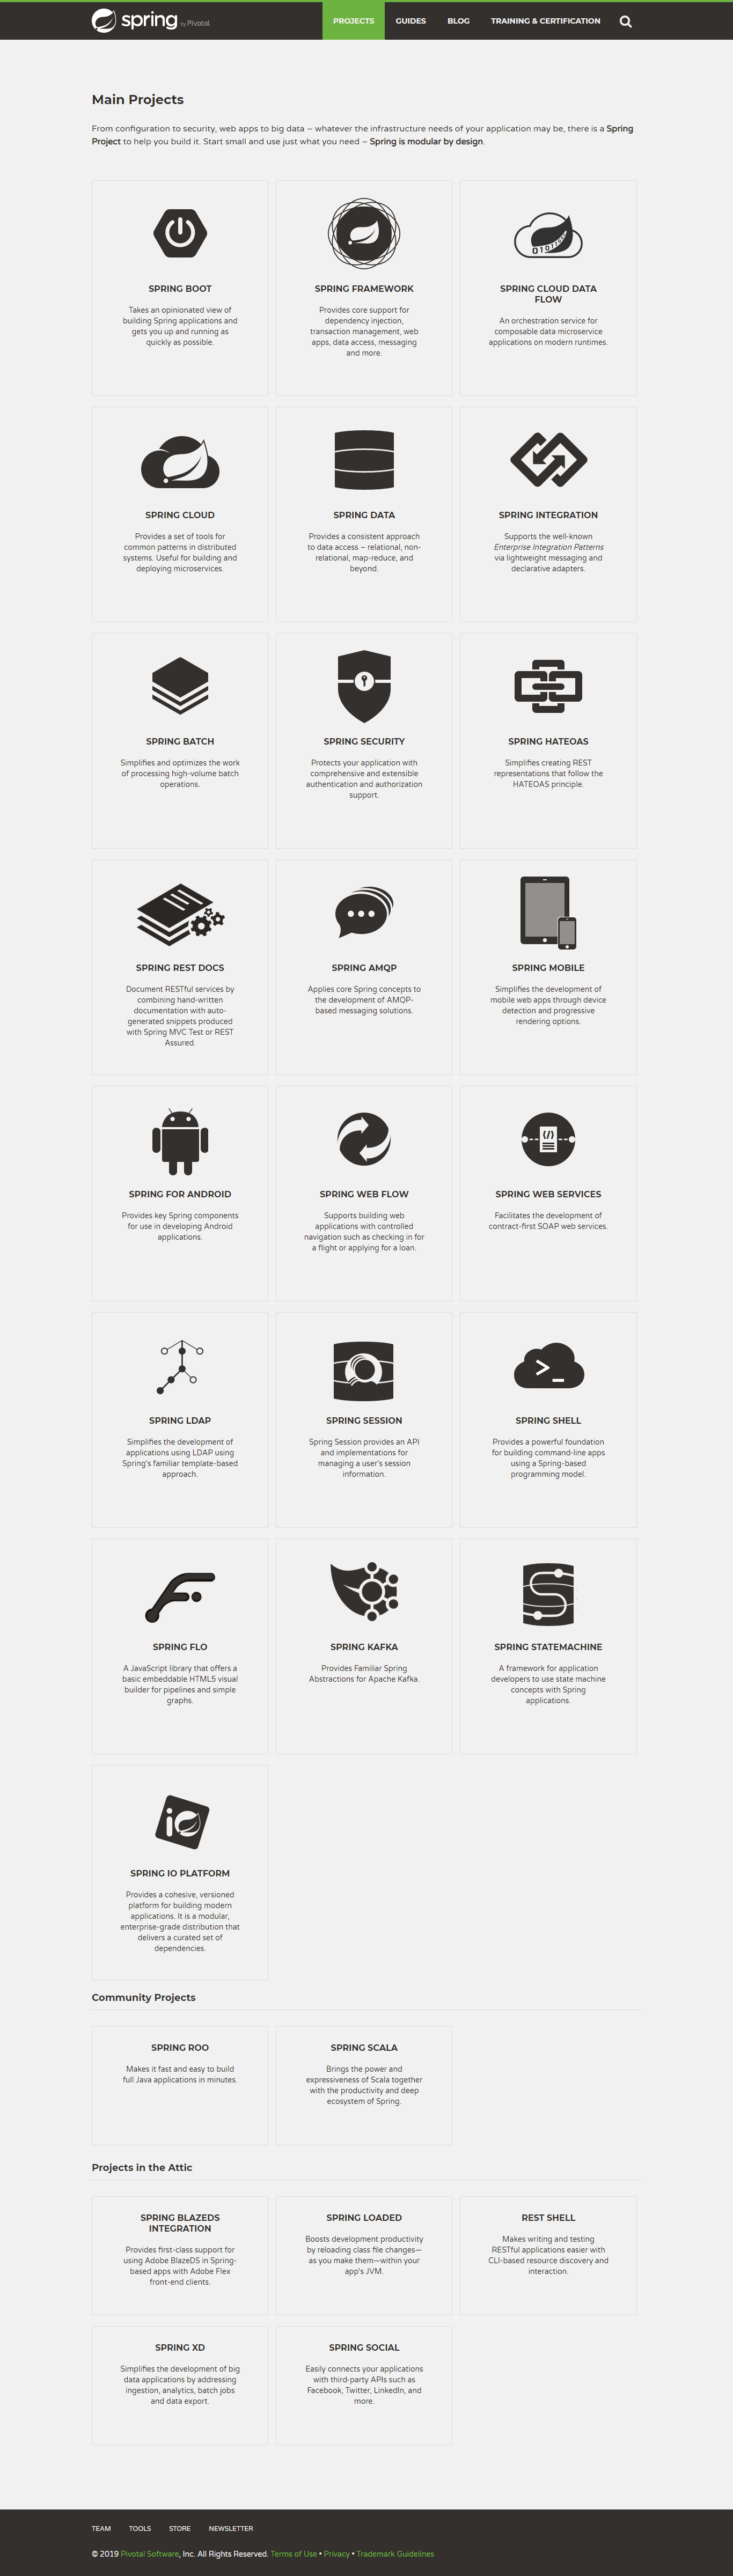 spring by Pivotal
PROJECTS GUIDES BLOG TRAINING & CERTIFICATION
Main Projects
From configuration to security, web apps to big data – whatever the infrastructure needs of your application may be, there is a Spring
Project to help you build it. Start small and use just what you need – Spring is modular by design.
SPRING BOOT
Takes an opinionated view of
building Spring applications and
gets you up and running as
quickly as possible.
SPRING FRAMEWORK
Provides core support for
dependency injection,
transaction management, web
apps, data access, messaging
and more.
SPRING CLOUD DATA
FLOW
An orchestration service for
composable data microservice
applications on modern runtimes.
SPRING CLOUD
Provides a set of tools for
common patterns in distributed
systems. Useful for building and
deploying microservices.
SPRING DATA
Provides a consistent approach
to data access – relational, non-
relational, map-reduce, and
beyond.
SPRING INTEGRATION
Supports the well-known
Enterprise Integration Patterns
via lightweight messaging and
declarative adapters.
SPRING BATCH
Simplifies and optimizes the work
of processing high-volume batch
operations.
SPRING SECURITY
Protects your application with
comprehensive and extensible
authentication and authorization
support.
SPRING HATEOAS
Simplifies creating REST
representations that follow the
HATEOAS principle.
SPRING REST DOCS
Document RESTful services by
combining hand-written
documentation with auto-
generated snippets produced
with Spring MVC Test or REST
Assured.
SPRING AMQP
Applies core Spring concepts to
the development of AMQP-
based messaging solutions.
SPRING MOBILE
Simplifies the development of
mobile web apps through device
detection and progressive
rendering options.
SPRING FOR ANDROID
Provides key Spring components
for use in developing Android
applications.
SPRING WEB FLOW
Supports building web
applications with controlled
navigation such as checking in for
a flight or applying for a loan.
SPRING WEB SERVICES
Facilitates the development of
contract-first SOAP web services.
SPRING LDAP
Simplifies the development of
applications using LDAP using
Spring's familiar template-based
approach.
SPRING SESSION
Spring Session provides an API
and implementations for
managing a user's session
information.
SPRING SHELL
Provides a powerful foundation
for building command-line apps
using a Spring-based
programming model.
SPRING FLO
A JavaScript library that offers a
basic embeddable HTML5 visual
builder for pipelines and simple
graphs.
SPRING KAFKA
Provides Familiar Spring
Abstractions for Apache Kafka.
SPRING STATEMACHINE
A framework for application
developers to use state machine
concepts with Spring
applications.
SPRING IO PLATFORM
Provides a cohesive, versioned
platform for building modern
applications. It is a modular,
enterprise-grade distribution that
delivers a curated set of
dependencies.
Community Projects
SPRING ROO
Makes it fast and easy to build
full Java applications in minutes.
SPRING SCALA
Brings the power and
expressiveness of Scala together
with the productivity and deep
ecosystem of Spring.
Projects in the Attic
SPRING BLAZEDS
INTEGRATION
Provides first-class support for
using Adobe BlazeDS in Spring-
based apps with Adobe Flex
front-end clients.
SPRING LOADED
Boosts development productivity
by reloading class file changes—
as you make them—within your
app's JVM.
REST SHELL
Makes writing and testing
RESTful applications easier with
CLI-based resource discovery and
interaction.
SPRING XD
Simplifies the development of big
data applications by addressing
ingestion, analytics, batch jobs
and data export.
SPRING SOCIAL
Easily connects your applications
with third-party APIs such as
Facebook, Twitter, LinkedIn, and
more.
TEAM TOOLS STORE NEWSLETTER
© 2019 Pivotal Software, Inc. All Rights Reserved. Terms of Use • Privacy • Trademark Guidelines